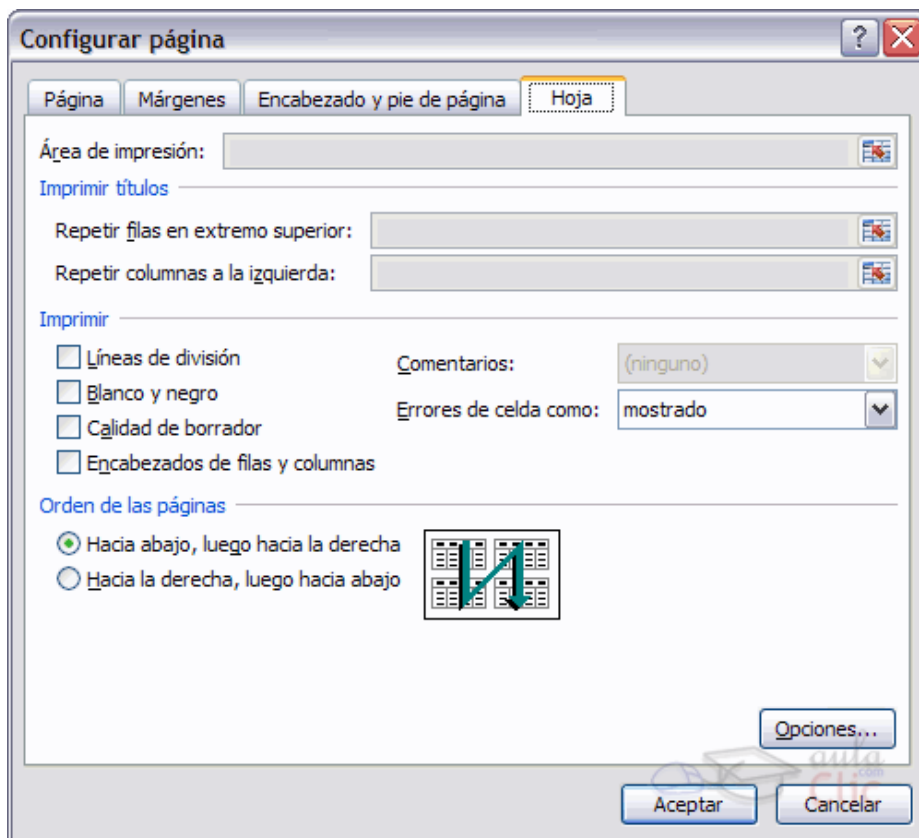 Configurar página
Página Márgenes Encabezado y pie de página Hoja
Área de impresión:
Imprimir títulos
Repetir filas en extremo superior:
Repetir columnas a la izquierda:
Imprimir
Líneas de división
Comentarios: (ninguno)
Blanco y negro
Errores de celda como: mostrado
Calidad de borrador
Encabezados de filas y columnas
Orden de las páginas
Hacia abajo, luego hacia la derecha
Hacia la derecha, luego hacia abajo
Opciones...
aula
.com
Clic
Aceptar Cancelar